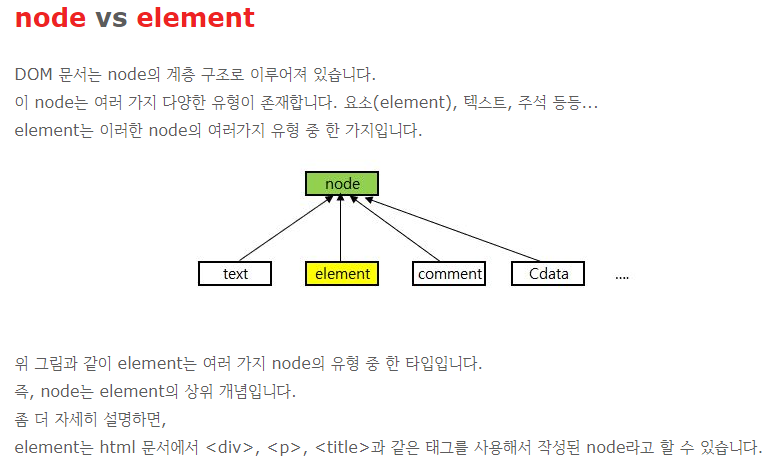 node vs element
DOM 문서는 node의 계층 구조로 이루어져 있습니다.
이 node는 여러 가지 다양한 유형이 존재합니다. 요소(element), 텍스트, 주석 등등...
element는 이러한 node의 여러가지 유형 중 한 가지입니다.
node
text element comment Cdata ....
위 그림과 같이 element는 여러 가지 node의 유형 중 한 타입입니다.
즉, node는 element의 상위 개념입니다.
좀 더 자세히 설명하면,
element는 html 문서에서 <div>, <p>, <title>과 같은 태그를 사용해서 작성된 node라고 할 수 있습니다.